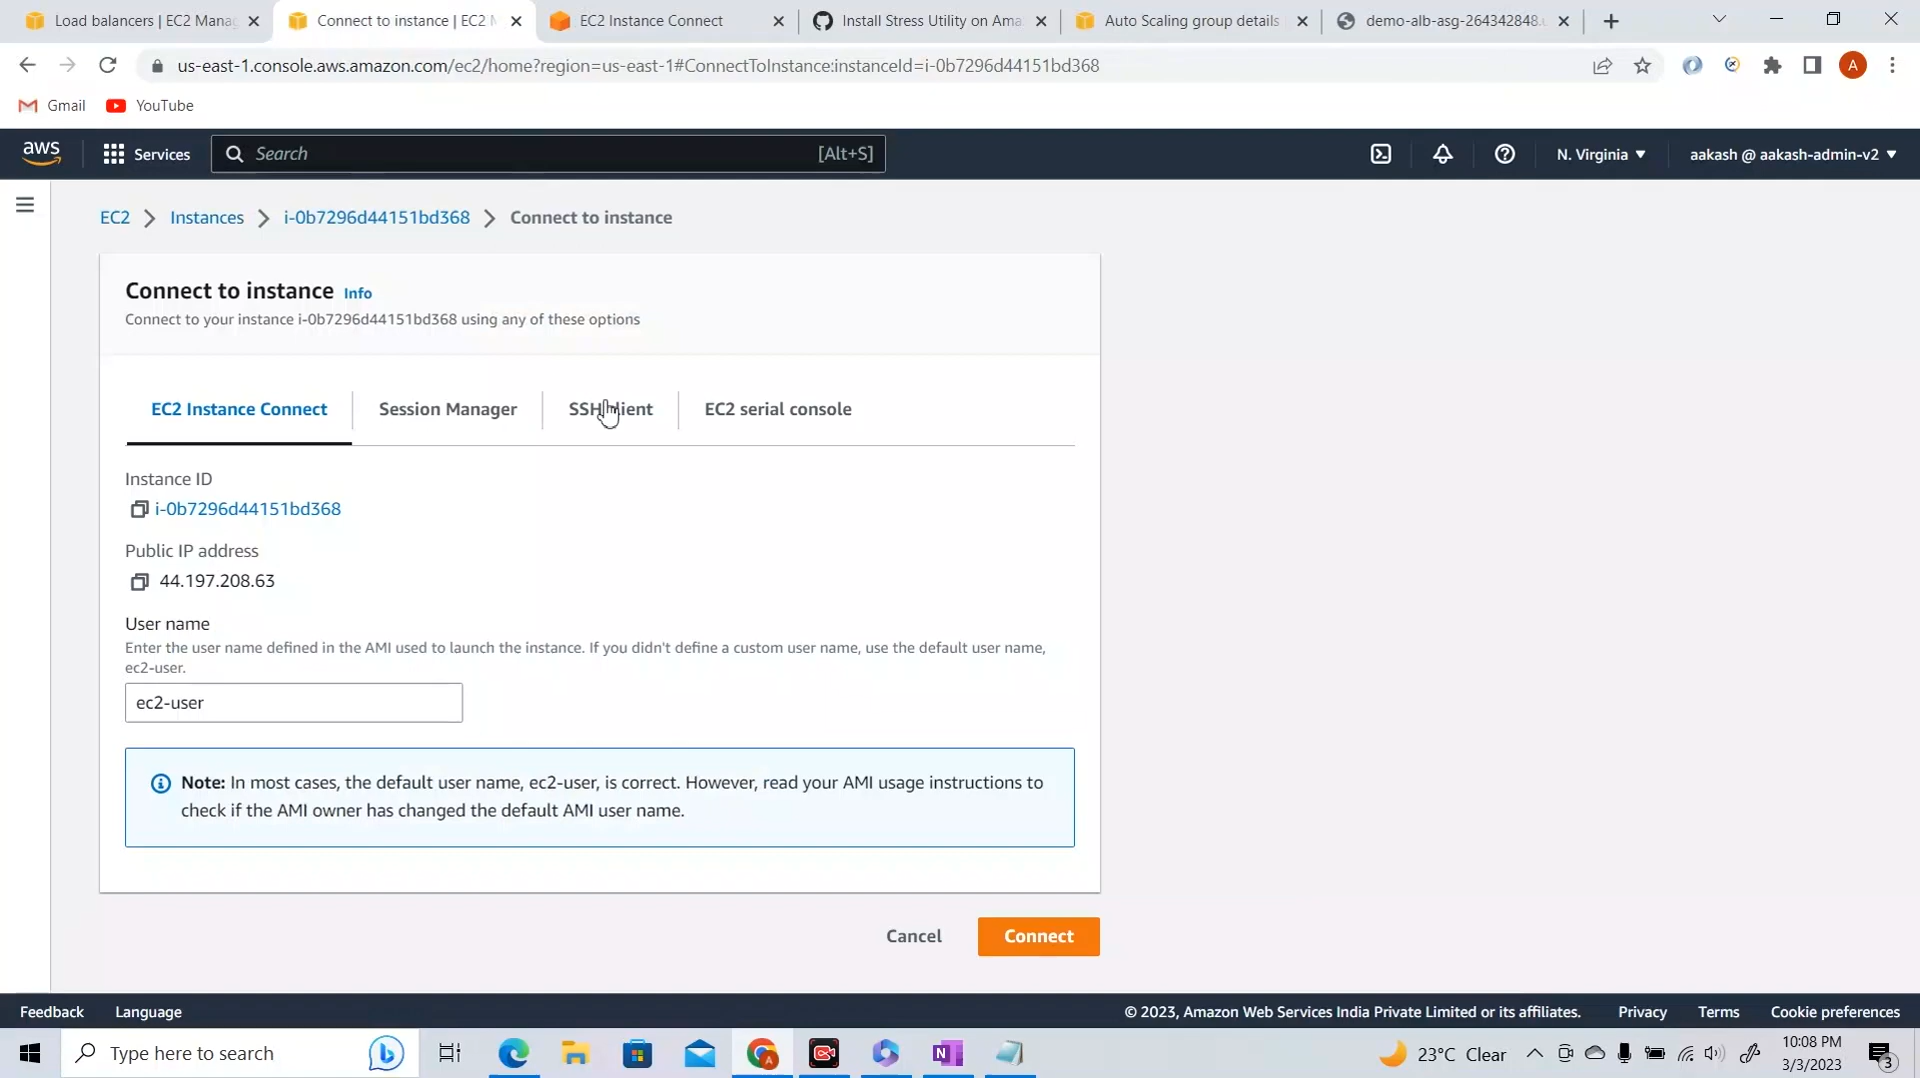 Load balancers | EC2 Manag
Connect to instance | EC2 M
EC2 Instance Connect
Install Stress Utility on Ama
Auto Scaling group details
demo-alb-asg-264342848.u
us-east-1.console.aws.amazon.com/ec2/home?region=us-east-1#ConnectToInstance:instanceId=i-0b7296d44151bd368
A
Gmail
YouTube
aws
Services
Search
[Alt+S]
N. Virginia
aakash @ aakash-admin-v2
EC2 > Instances > i-0b7296d44151bd368 > Connect to instance
Connect to instance Info
Connect to your instance i-0b7296d44151bd368 using any of these options
EC2 Instance Connect
Session Manager
SSH client
EC2 serial console
Instance ID
i-0b7296d44151bd368
Public IP address
44.197.208.63
User name
Enter the user name defined in the AMI used to launch the instance. If you didn't define a custom user name, use the default user name,
ec2-user.
ec2-user
Note: In most cases, the default user name, ec2-user, is correct. However, read your AMI usage instructions to
check if the AMI owner has changed the default AMI user name.
Cancel
Connect
Feedback
Language
© 2023, Amazon Web Services India Private Limited or its affiliates.
Privacy
Terms
Cookie preferences
Type here to search
23°C Clear
10:08 PM
3/3/2023
3